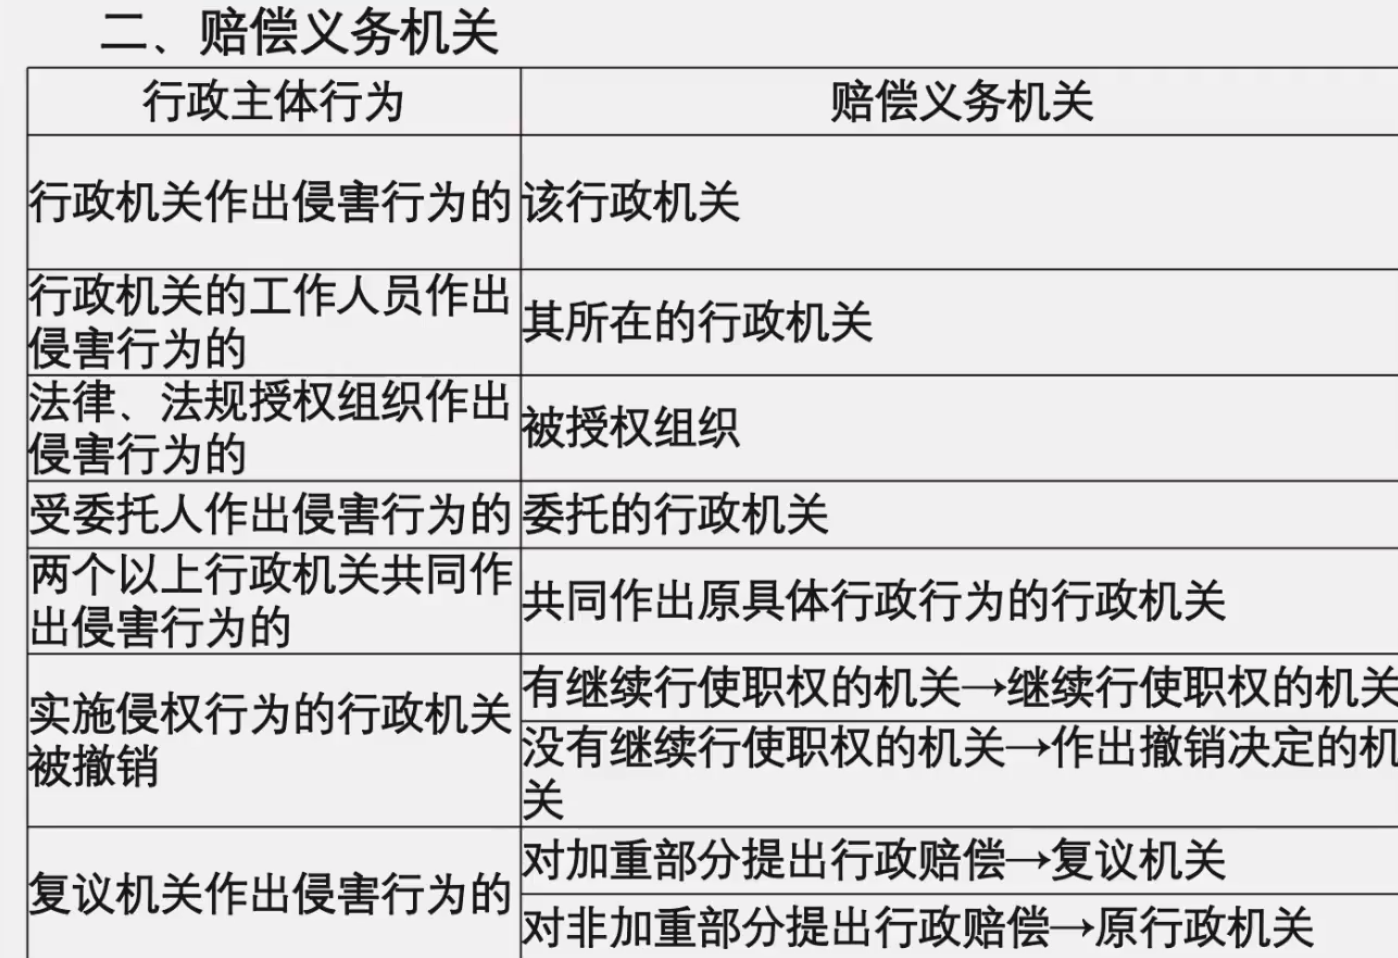 二、赔偿义务机关
行政主体行为
赔偿义务机关
行政机关作出侵害行为的
该行政机关
行政机关的工作人员作出
侵害行为的
其所在的行政机关
法律、法规授权组织作出
侵害行为的
被授权组织
受委托人作出侵害行为的
委托的行政机关
两个以上行政机关共同作
出侵害行为的
共同作出原具体行政行为的行政机关
实施侵权行为的行政机关
被撤销
有继续行使职权的机关→继续行使职权的机关
没有继续行使职权的机关→作出撤销决定的机
关
复议机关作出侵害行为的
对加重部分提出行政赔偿→复议机关
对非加重部分提出行政赔偿→原行政机关